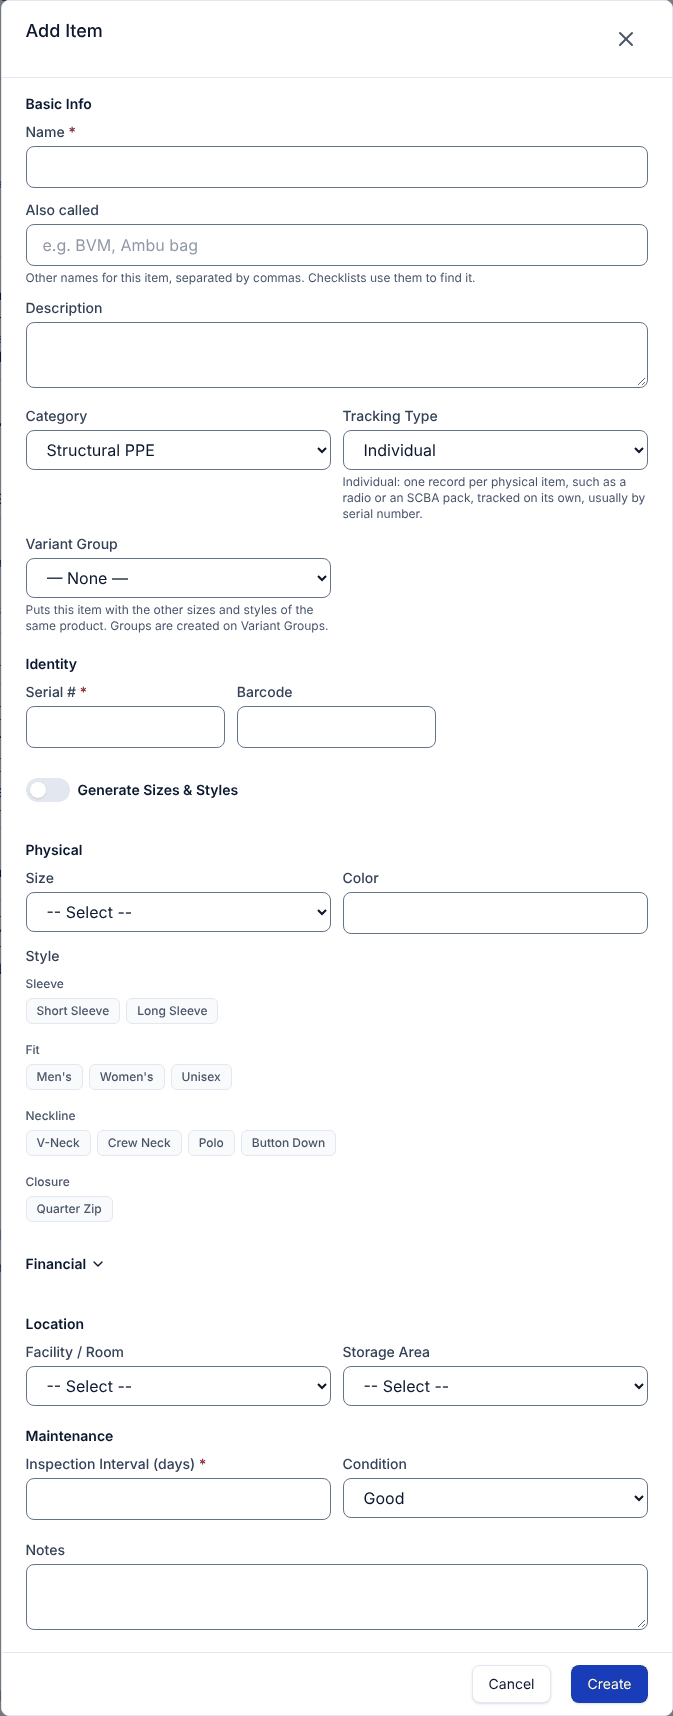 Add Item
Basic Info
Name *
Also called
e.g. BVM, Ambu bag
Other names for this item, separated by commas. Checklists use them to find it.
Description
Category
Tracking Type
Structural PPE
Individual
Individual: one record per physical item, such as a
radio or an SCBA pack, tracked on its own, usually by
serial number.
Variant Group
— None —
Puts this item with the other sizes and styles of the
same product. Groups are created on Variant Groups.
Identity
Serial # *
Barcode
Generate Sizes & Styles
Physical
Size
Color
-- Select --
Style
Sleeve
Short Sleeve
Long Sleeve
Fit
Men's
Women's
Unisex
Neckline
V-Neck
Crew Neck
Polo
Button Down
Closure
Quarter Zip
Financial
Location
Facility / Room
Storage Area
-- Select --
-- Select --
Maintenance
Inspection Interval (days) *
Condition
Good
Notes
Cancel
Create